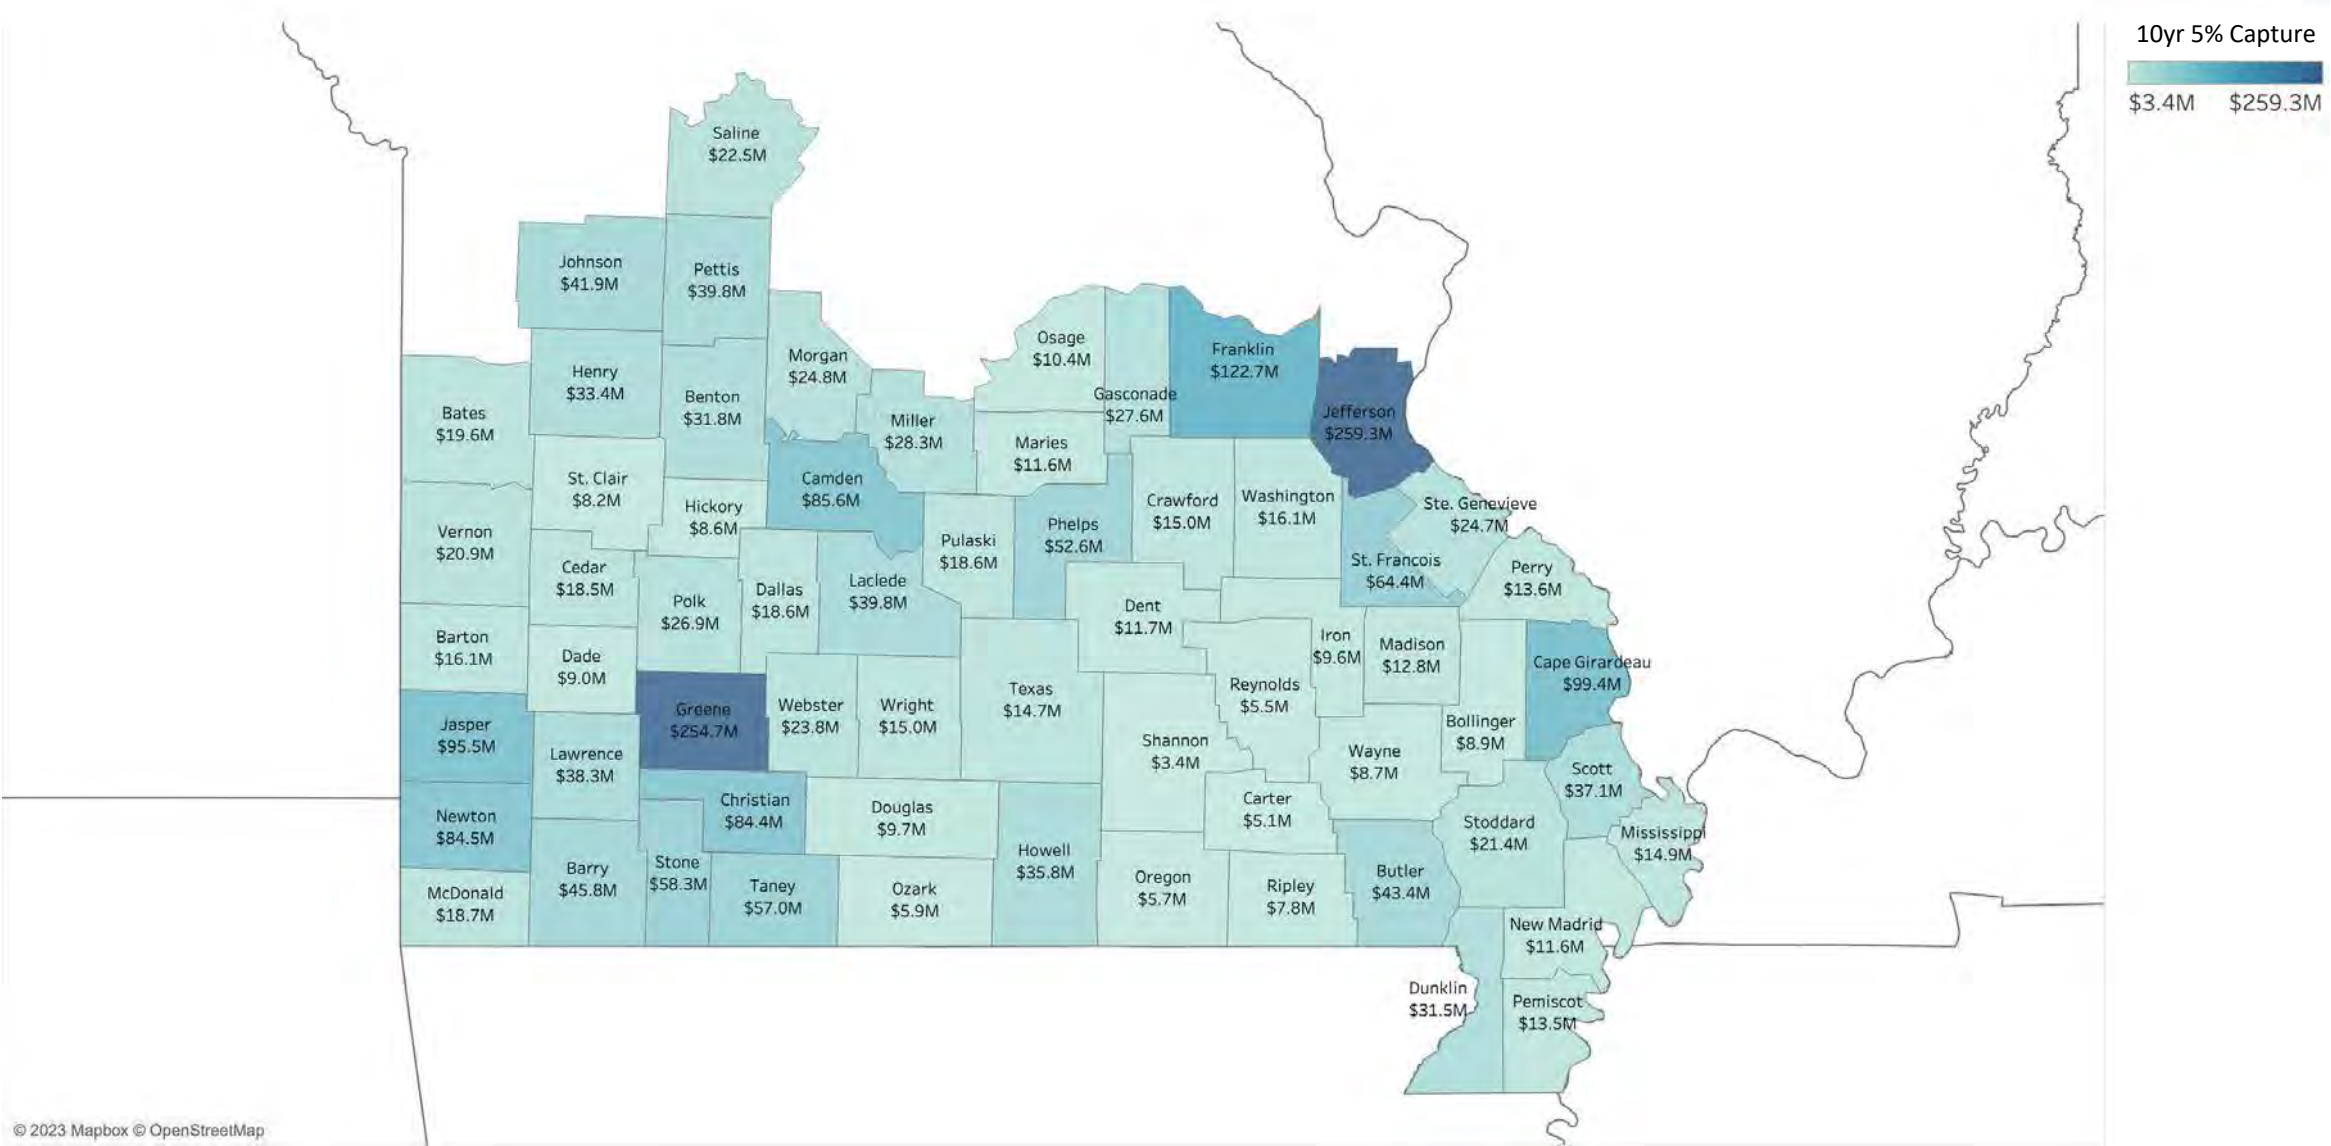 10yr 5% Capture
$3.4M $259.3M
Saline
$22.5M
Johnson
$41.9M
Pettis
$39.8M
Osage
$10.4M
Franklin
$122.7M
Morgan
$24.8M
Henry
$33.4M
Benton
$31.8M
Gasconade
$27.6M
Jefferson
$259.3M
Bates
$19.6M
Miller
$28.3M
Maries
$11.6M
St. Clair
$8.2M
Camden
$85.6M
Hickory
$8.6M
Crawford
$15.0M
Washington
$16.1M
Ste. Genevieve
$24.7M
Vernon
$20.9M
Phelps
$52.6M
Pulaski
$18.6M
St. Francois
$64.4M
Perry
$13.6M
Cedar
$18.5M
Laclede
$39.8M
Dallas
$18.6M
Polk
$26.9M
Dent
$11.7M
Barton
$16.1M
Iron
$9.6M
Madison
$12.8M
Dade
$9.0M
Cape Girardeau
$99.4M
Reynolds
$5.5M
Texas
$14.7M
Greene
$254.7M
Webster
$23.8M
Wright
$15.0M
Jasper
$95.5M
Bollinger
$8.9M
Shannon
$3.4M
Wayne
$8.7M
Lawrence
$38.3M
Scott
$37.1M
Christian
$84.4M
Carter
$5.1M
Douglas
$9.7M
Newton
$84.5M
Stoddard
$21.4M
Mississippi
$14.9M
Howell
$35.8M
Stone
$58.3M
Barry
$45.8M
Butler
$43.4M
Oregon
$5.7M
Taney
$57.0M
Ozark
$5.9M
Ripley
$7.8M
McDonald
$18.7M
New Madrid
$11.6M
Dunklin
$31.5M
Pemiscot
$13.5M
© 2023 Mapbox © OpenStreetMap